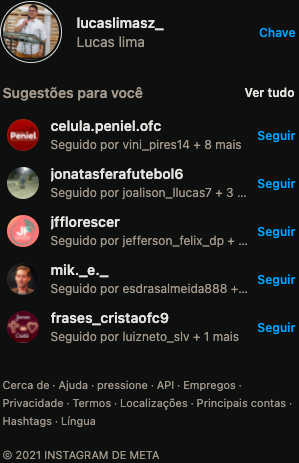 lucaslimasz_
Lucas lima
Chave
Sugestões para você
Ver tudo
Peniel
celula.peniel.ofc
Seguido por vini_pires14 + 8 mais
Seguir
jonatasferafutebol6
Seguido por joalison_llucas7 + 3 ...
Seguir
jfflorescer
Seguido por jefferson_felix_dp + ...
Seguir
mik._e._
Seguido por esdrasalmeida888 +...
Seguir
frases_cristaofc9
Seguido por luizneto_slv + 1 mais
Seguir
Cerca de · Ajuda · pressione · API · Empregos ·
Privacidade · Termos · Localizações · Principais contas ·
Hashtags · Língua
© 2021 INSTAGRAM DE META